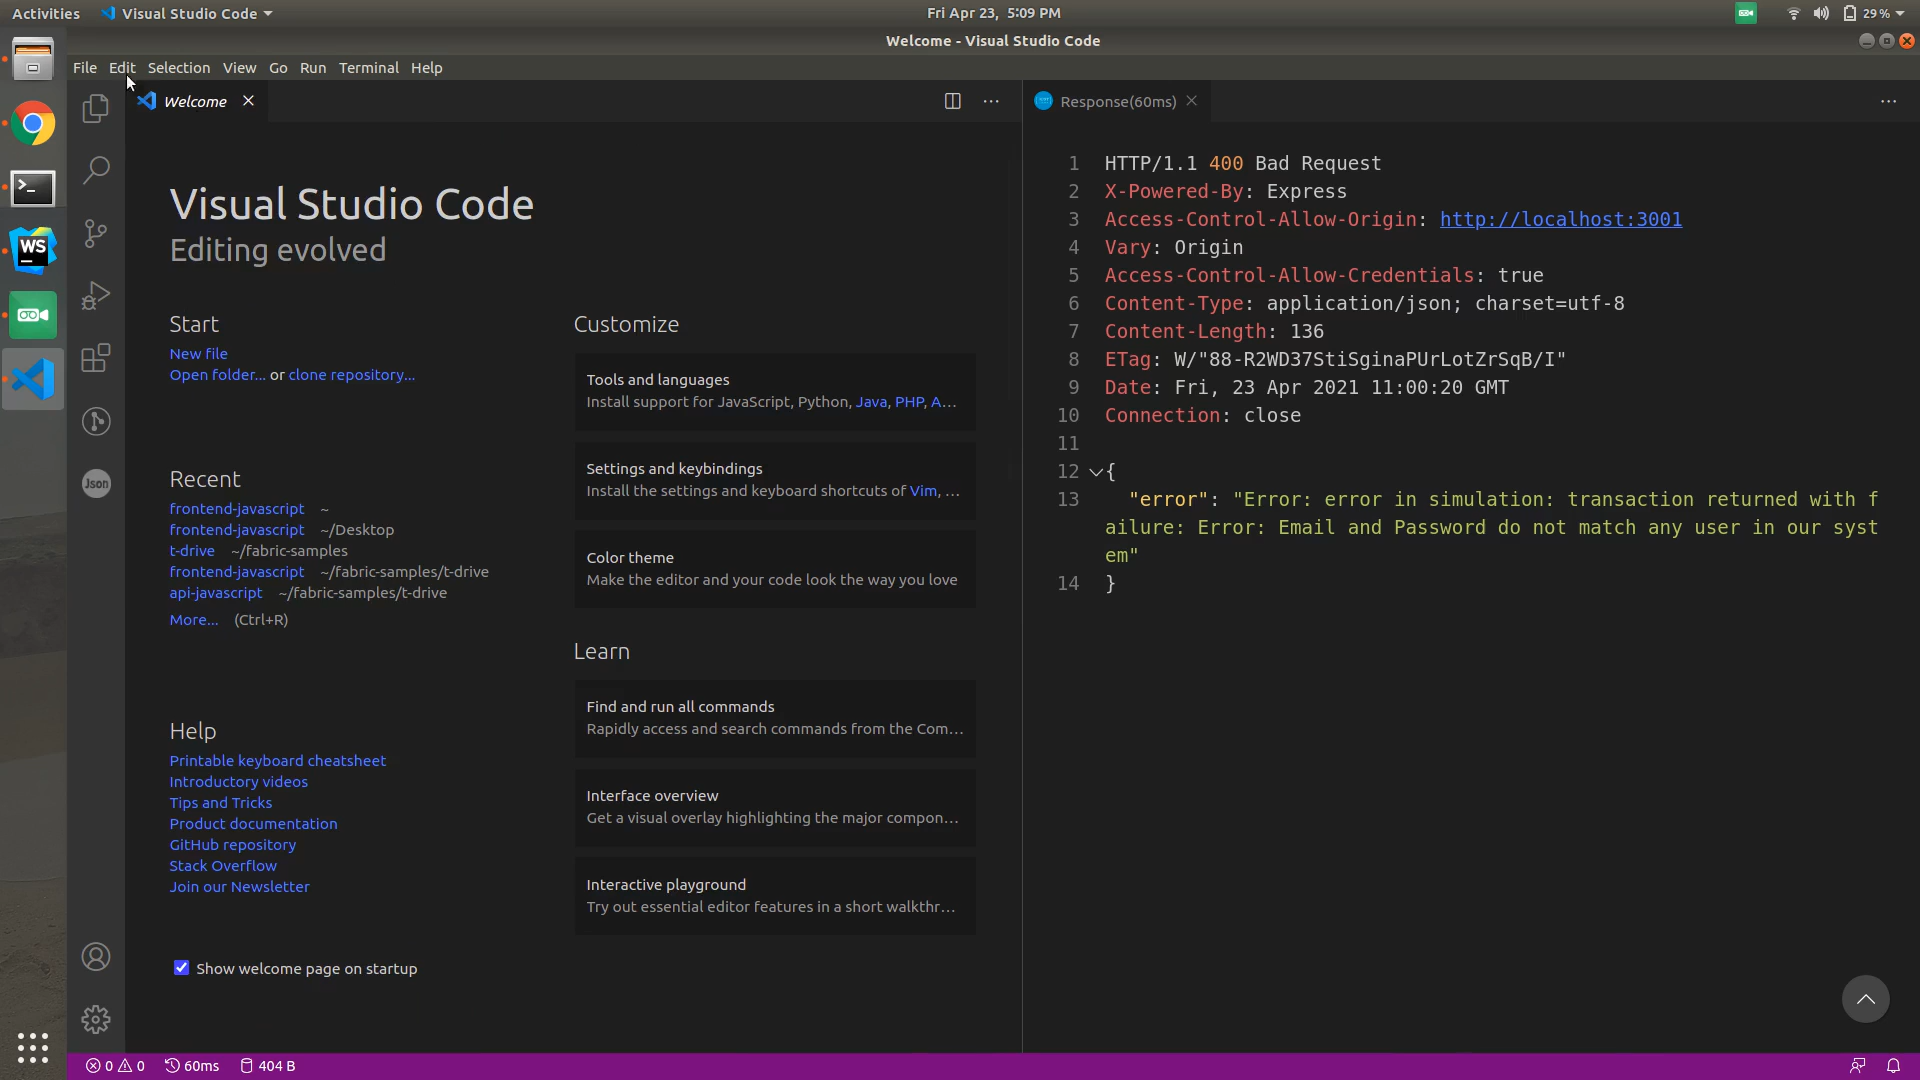 Activities Visual Studio Code Fri Apr 23, 5:09 PM 29 %
Welcome - Visual Studio Code
File Edit Selection View Go Run Terminal Help
Welcome
Visual Studio Code
Editing evolved
Start
New file
Open folder... or clone repository...
Recent
frontend-javascript ~
frontend-javascript ~/Desktop
t-drive ~/fabric-samples
frontend-javascript ~/fabric-samples/t-drive
api-javascript ~/fabric-samples/t-drive
More... (Ctrl+R)
Help
Printable keyboard cheatsheet
Introductory videos
Tips and Tricks
Product documentation
GitHub repository
Stack Overflow
Join our Newsletter
Show welcome page on startup
Customize
Tools and languages
Install support for JavaScript, Python, Java, PHP, A...
Settings and keybindings
Install the settings and keyboard shortcuts of Vim, ...
Color theme
Make the editor and your code look the way you love
Learn
Find and run all commands
Rapidly access and search commands from the Com...
Interface overview
Get a visual overlay highlighting the major compon...
Interactive playground
Try out essential editor features in a short walkthr...
Response(60ms)
1 HTTP/1.1 400 Bad Request
2 X-Powered-By: Express
3 Access-Control-Allow-Origin: http://localhost:3001
4 Vary: Origin
5 Access-Control-Allow-Credentials: true
6 Content-Type: application/json; charset=utf-8
7 Content-Length: 136
8 ETag: W/"88-R2WD37StiSginaPUrLotZrSqB/I"
9 Date: Fri, 23 Apr 2021 11:00:20 GMT
10 Connection: close
11
12 {
13 "error": "Error: error in simulation: transaction returned with f
ailure: Error: Email and Password do not match any user in our syst
em"
14 }
WS
Json
0 0 60ms 404 B